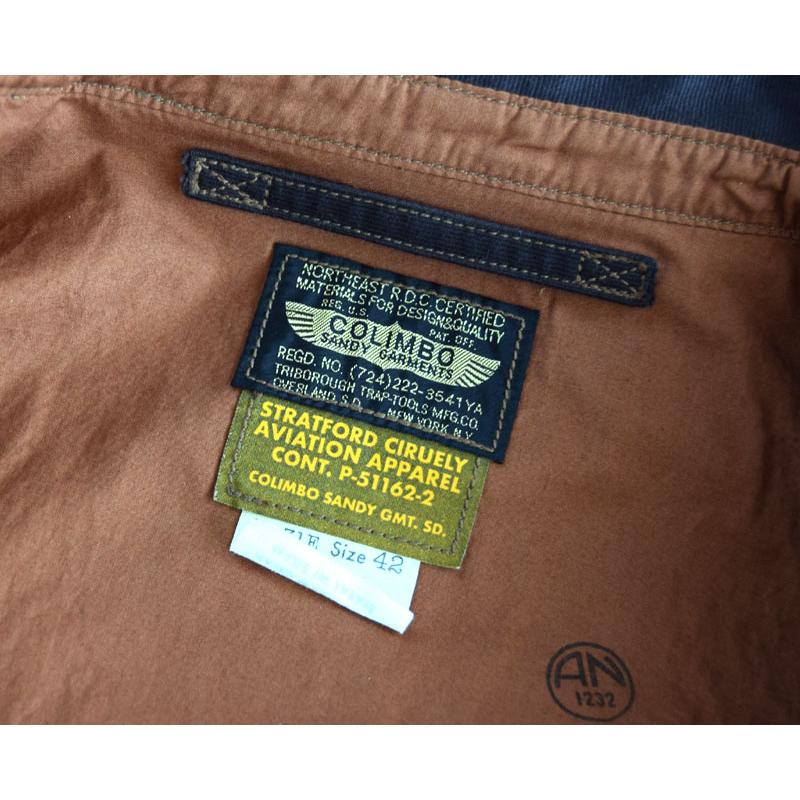 NORTHEAST R.D.C. CERTIFIED
MATERIALS FOR DESIGN&QUALITY
REG. U.S. PAT. OFF.
COLIMBO
SANDY GARMENTS
REGD. NO. (724)222-3541YA
TRIBOROUGH TRAP-TOOLS MFG.CO.
OVERLAND, S.D. NEW YORK N.Y.
STRATFORD CIRUELY
AVIATION APPAREL
CONT. P-51162-2
COLIMBO SANDY GMT. SD.
Size 42
AN
1232